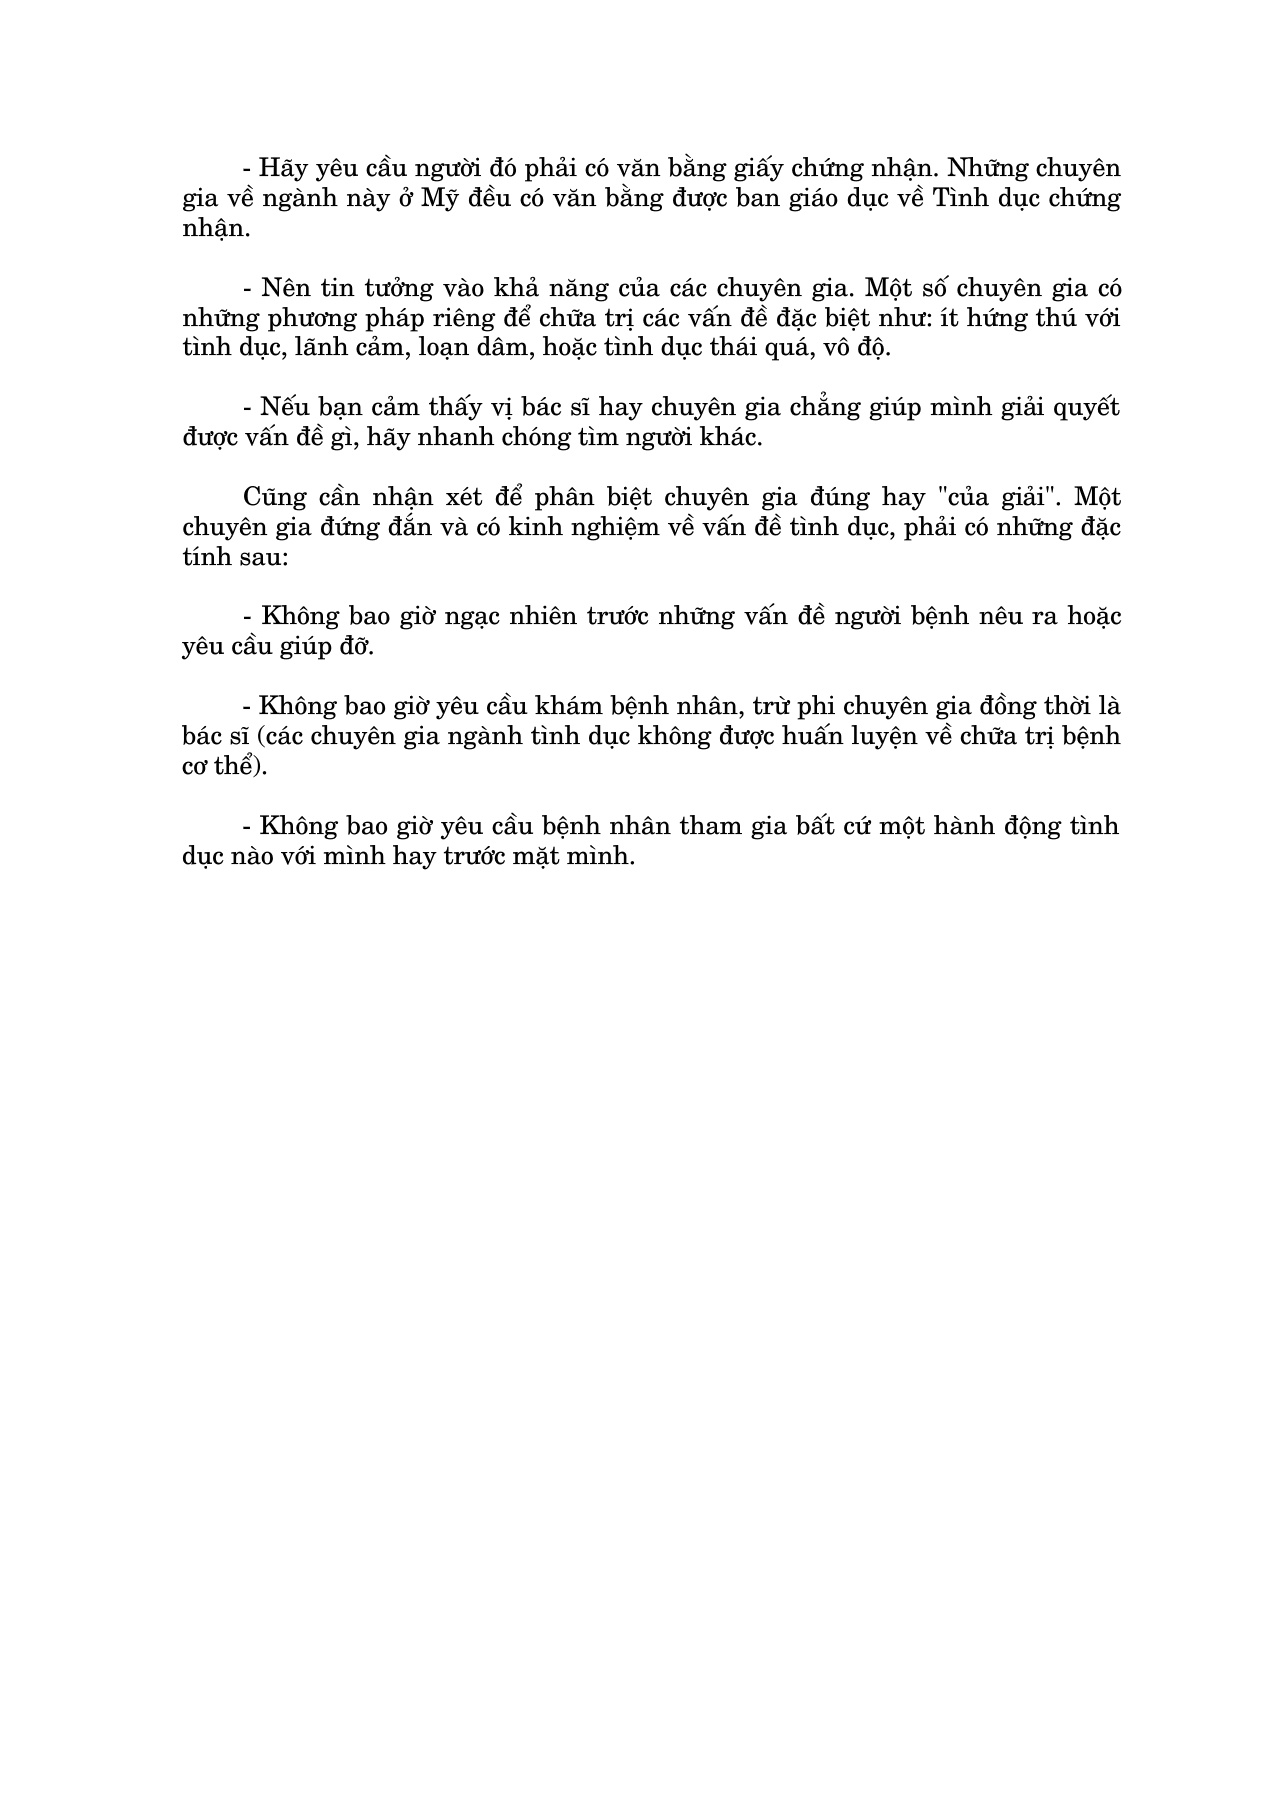 - Hãy yêu cầu người đó phải có văn bằng giấy chứng nhận. Những chuyên
gia về ngành này ở Mỹ đều có văn bằng được ban giáo dục về Tình dục chứng
nhận.
- Nên tin tưởng vào khả năng của các chuyên gia. Một số chuyên gia có
những phương pháp riêng để chữa trị các vấn đề đặc biệt như: ít hứng thú với
tình dục, lãnh cảm, loạn dâm, hoặc tình dục thái quá, vô độ.
- Nếu bạn cảm thấy vị bác sĩ hay chuyên gia chẳng giúp mình giải quyết
được vấn đề gì, hãy nhanh chóng tìm người khác.
Cũng cần nhận xét để phân biệt chuyên gia đúng hay "của giải". Một
chuyên gia đứng đắn và có kinh nghiệm về vấn đề tình dục, phải có những đặc
tính sau:
- Không bao giờ ngạc nhiên trước những vấn đề người bệnh nêu ra hoặc
yêu cầu giúp đỡ.
- Không bao giờ yêu cầu khám bệnh nhân, trừ phi chuyên gia đồng thời là
bác sĩ (các chuyên gia ngành tình dục không được huấn luyện về chữa trị bệnh
cơ thể).
- Không bao giờ yêu cầu bệnh nhân tham gia bất cứ một hành động tình
dục nào với mình hay trước mặt mình.